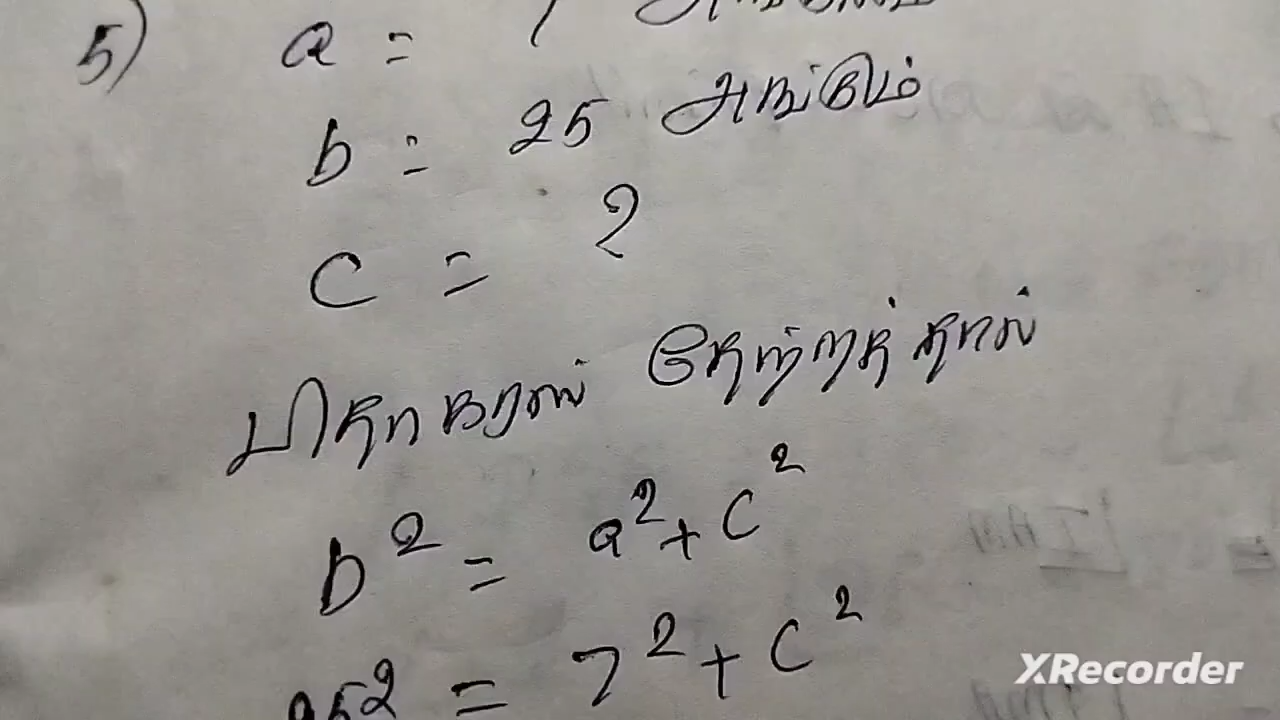 5) a = 7
b = 25 அங்குலம்
c = ?
பிதாகரஸ் தேற்றத்தால்
b² = a² + c²
25² = 7² + c²
XRecorder